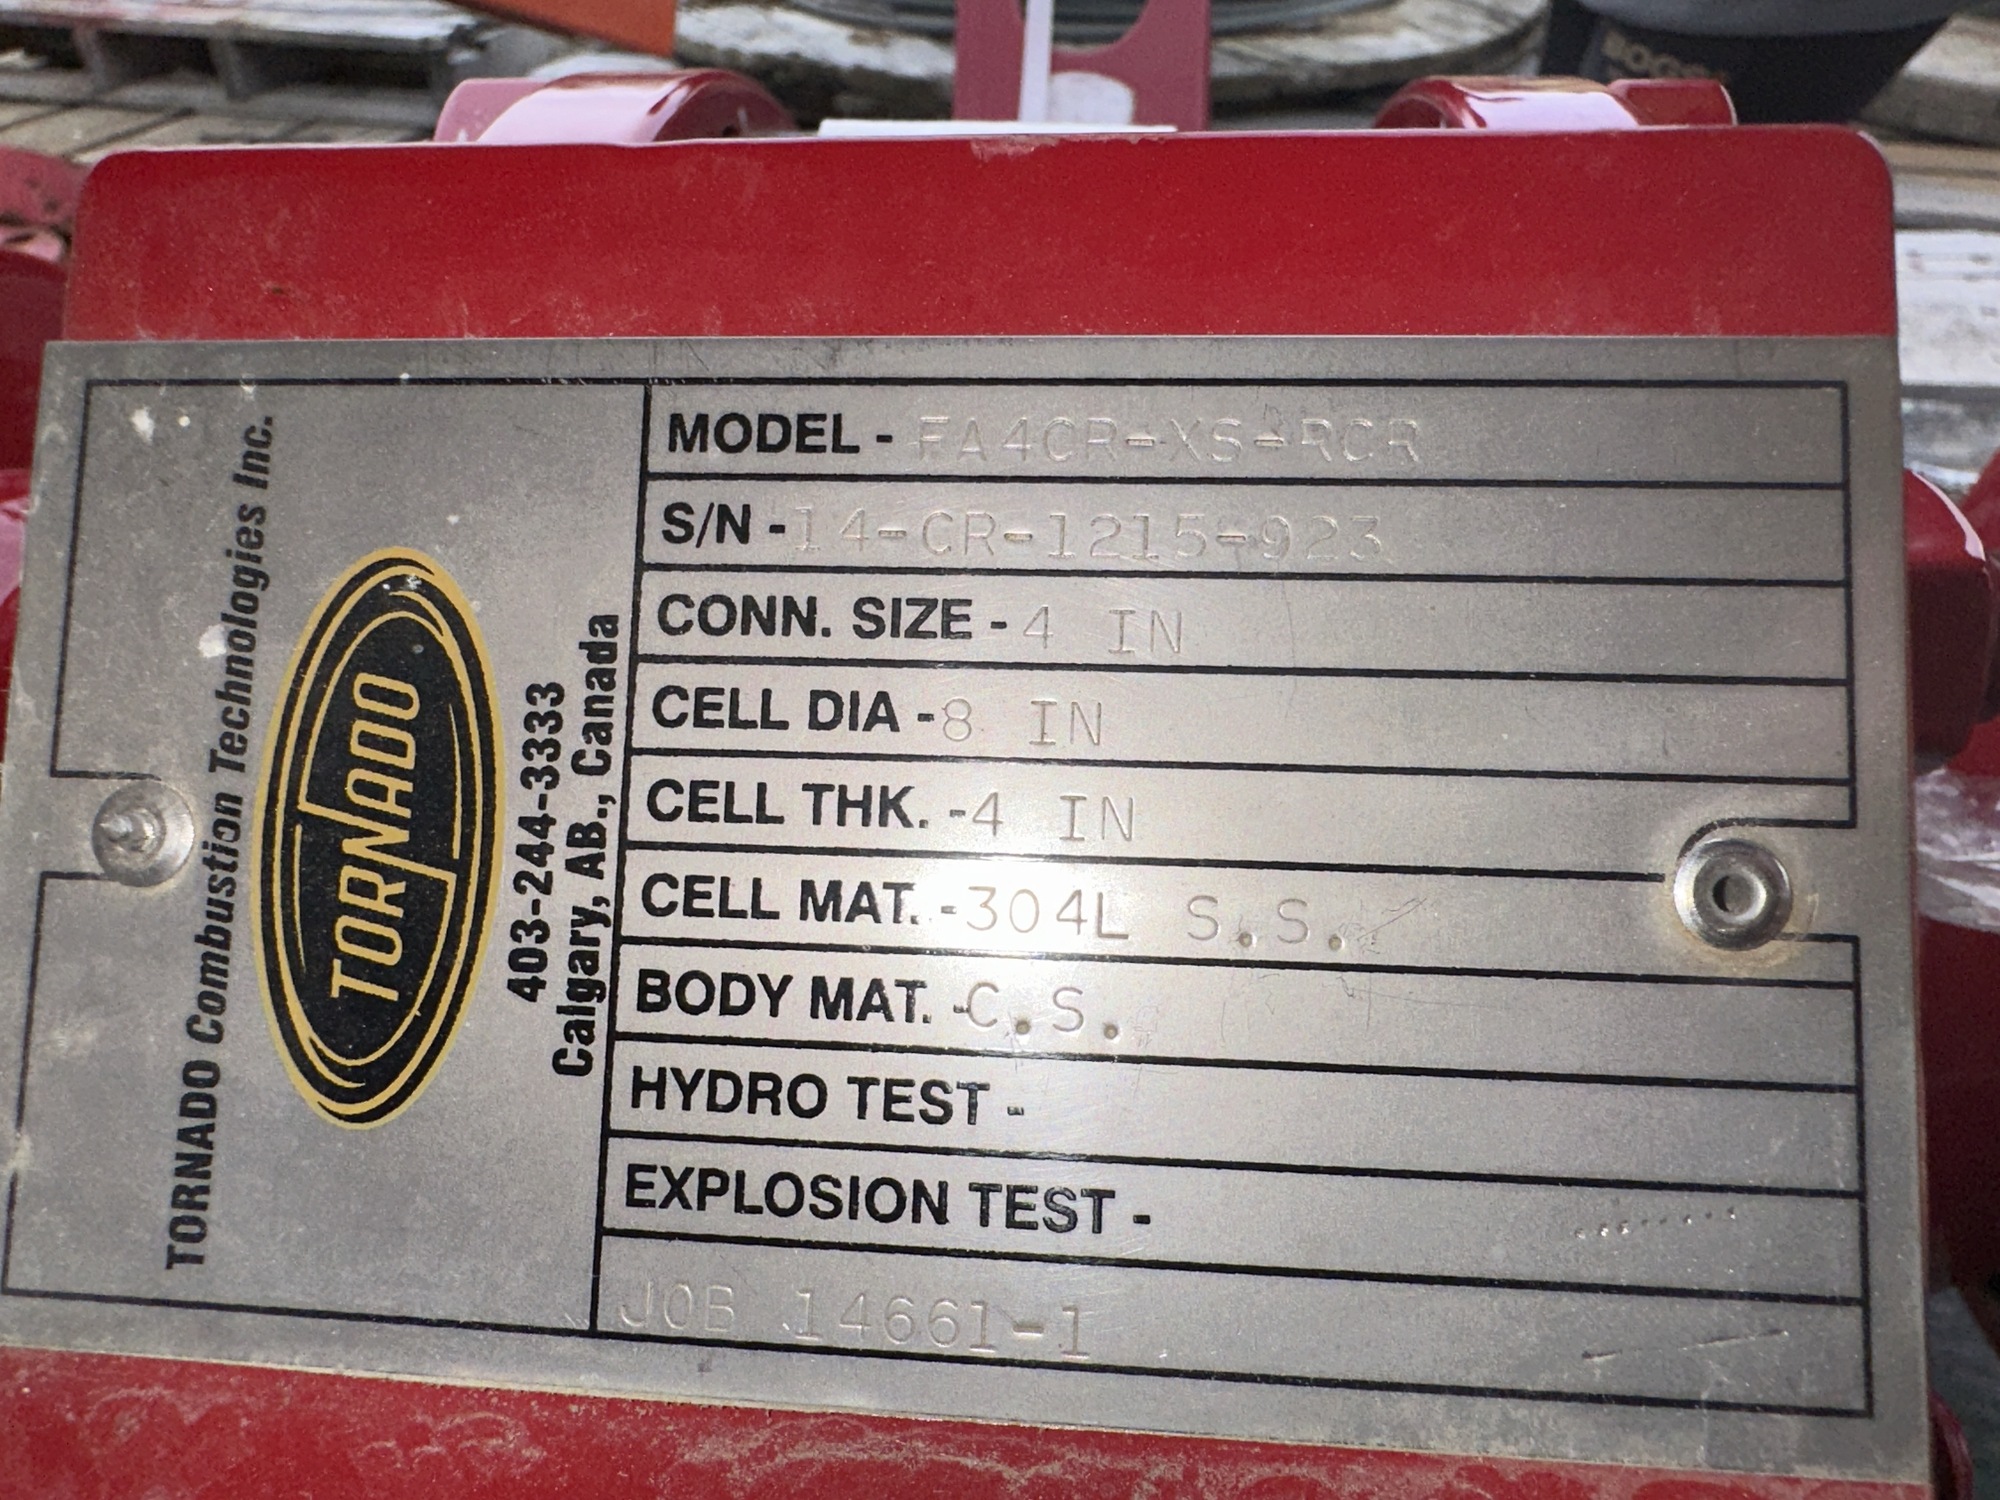 TORNADO Combustion Technologies Inc.
TORNADO
403-244-3333
Calgary, AB., Canada
MODEL - FA4CR-XS-RCR
S/N - 14-CR-1215-923
CONN. SIZE - 4 IN
CELL DIA - 8 IN
CELL THK. - 4 IN
CELL MAT. - 304L S.S.
BODY MAT. - C.S.
HYDRO TEST -
EXPLOSION TEST -
JOB 14661-1